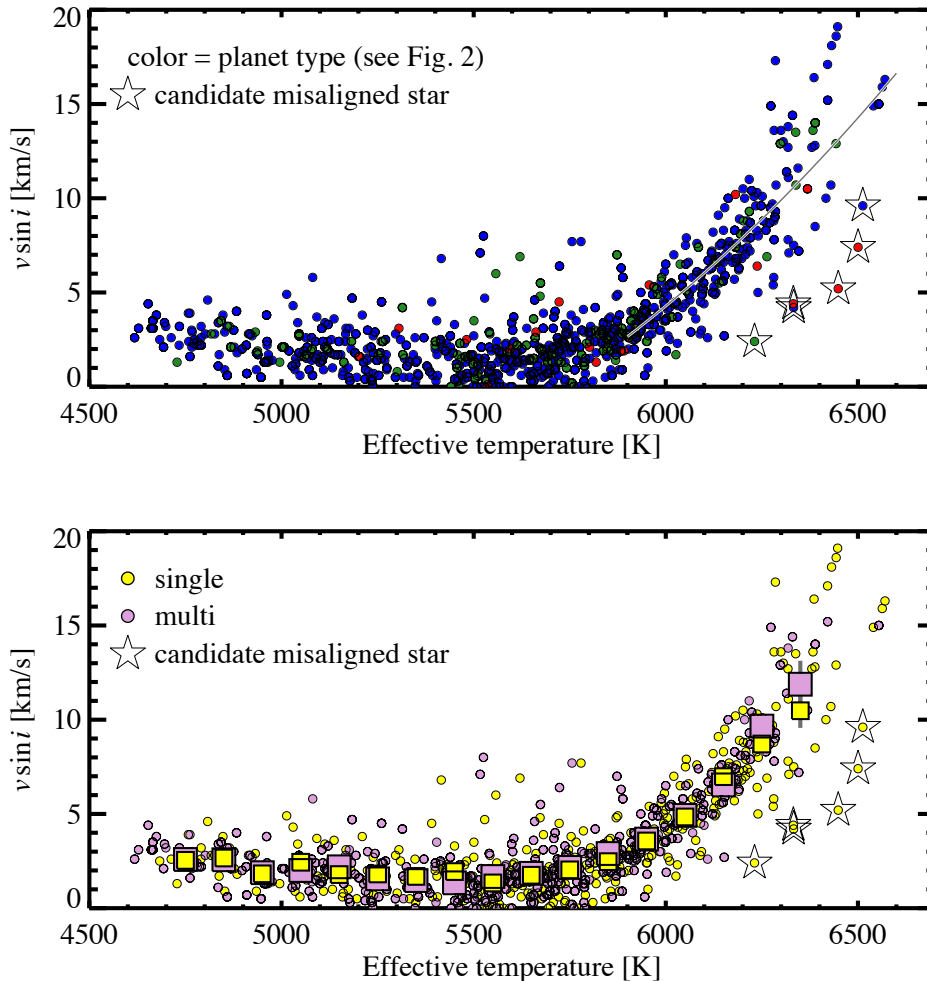 20
15
10
5
0
v sin i [km/s]
color = planet type (see Fig. 2)
candidate misaligned star
4500 5000 5500 6000 6500
Effective temperature [K]
20
15
10
5
0
v sin i [km/s]
single
multi
candidate misaligned star
4500 5000 5500 6000 6500
Effective temperature [K]